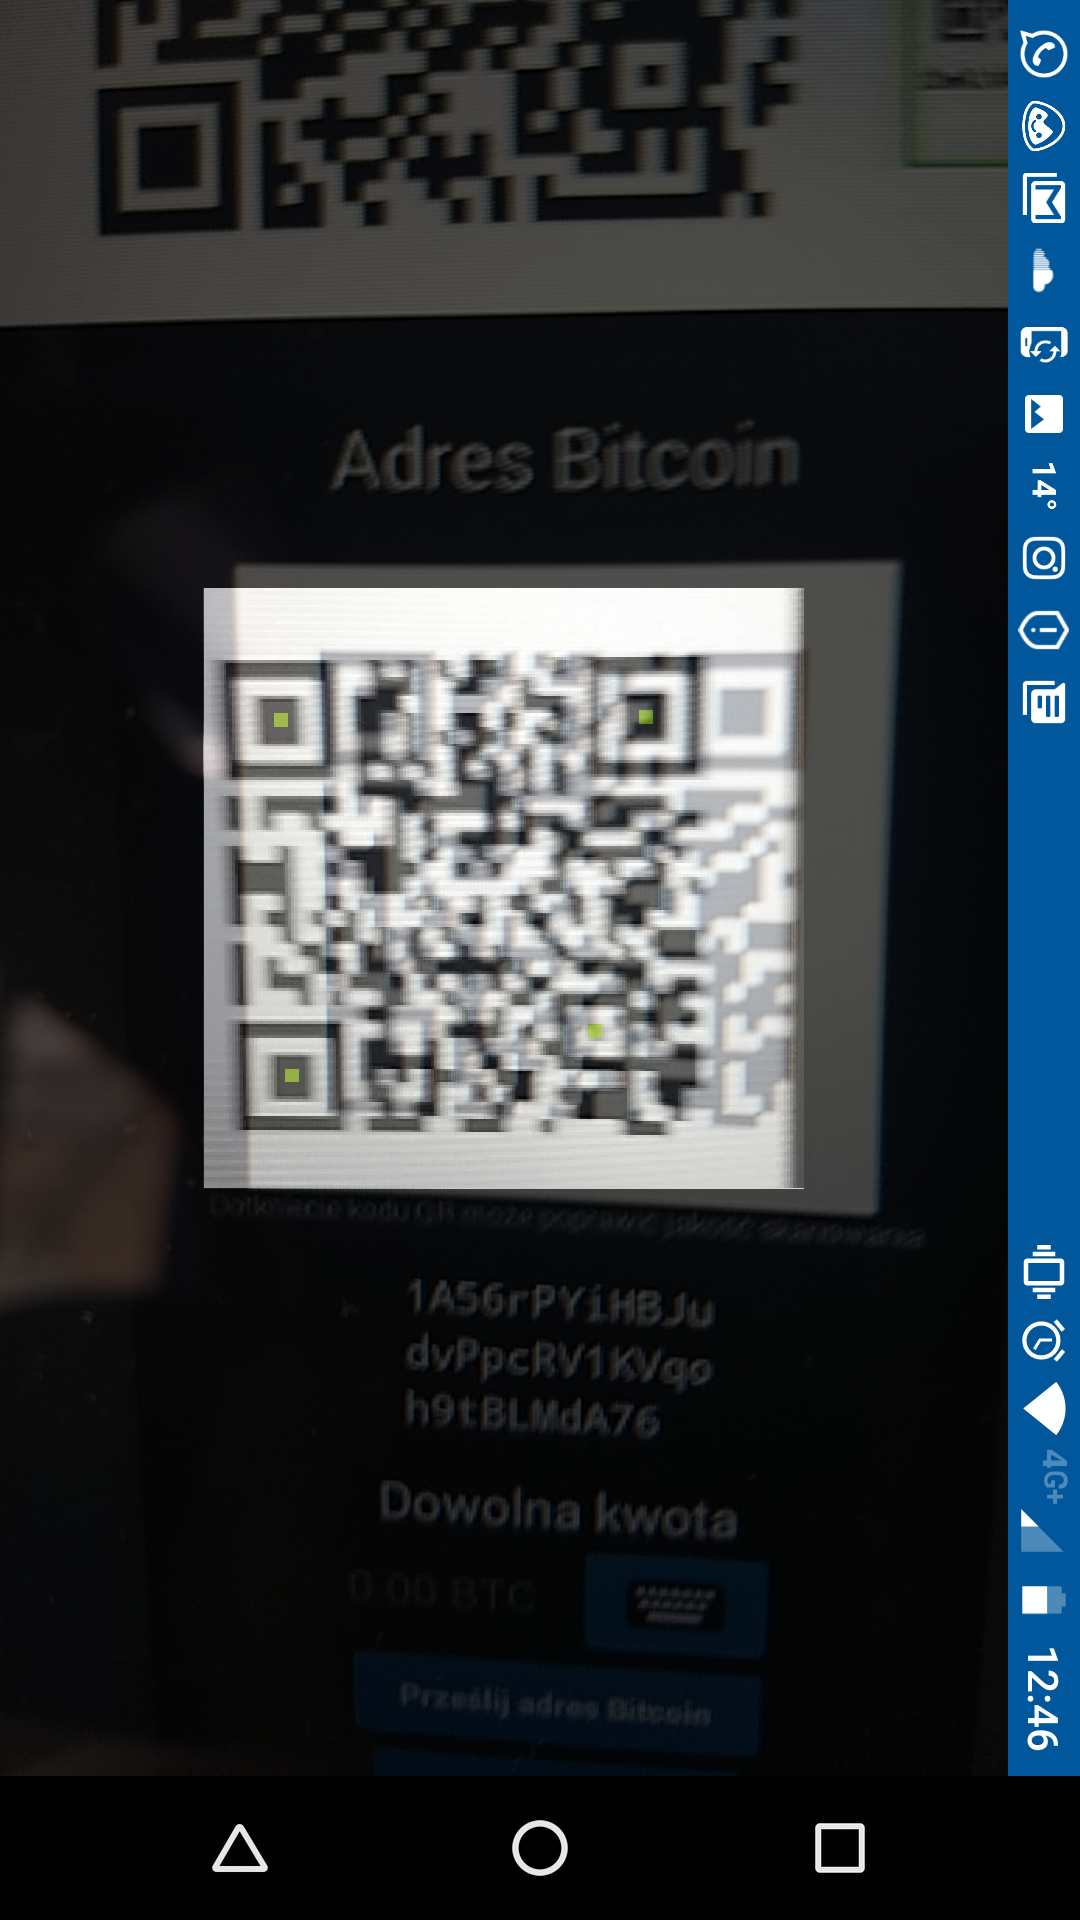 Adres Bitcoin
Dotknięcie kodu QR może poprawić jakość skanowania
1A56rPYiHBJu
dvPpcRV1KVqo
h9tBLMdA76
Dowolna kwota
0.00 BTC
Prześlij adres Bitcoin
14°
4G+
12:46